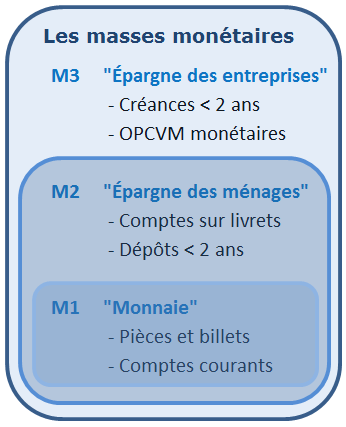 Les masses monétaires
M3 "Épargne des entreprises"
- Créances < 2 ans
- OPCVM monétaires
M2 "Épargne des ménages"
- Comptes sur livrets
- Dépôts < 2 ans
M1 "Monnaie"
- Pièces et billets
- Comptes courants